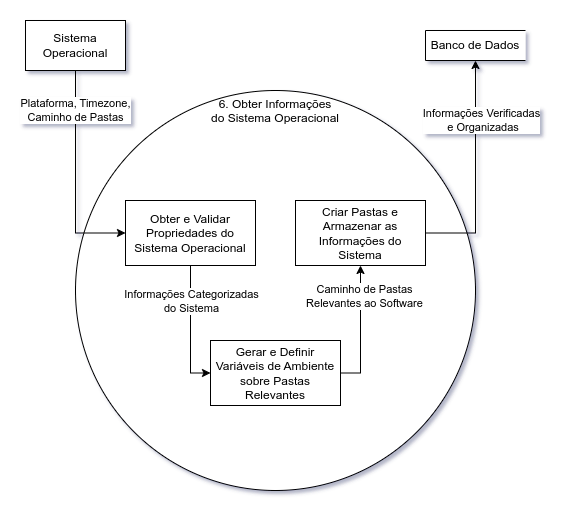 Sistema
Operacional
Banco de Dados
Plataforma, Timezone,
Caminho de Pastas
6. Obter Informações
do Sistema Operacional
Informações Verificadas
e Organizadas
Obter e Validar
Propriedades do
Sistema Operacional
Criar Pastas e
Armazenar as
Informações do
Sistema
Informações Categorizadas
do Sistema
Caminho de Pastas
Relevantes ao Software
Gerar e Definir
Variáveis de Ambiente
sobre Pastas
Relevantes